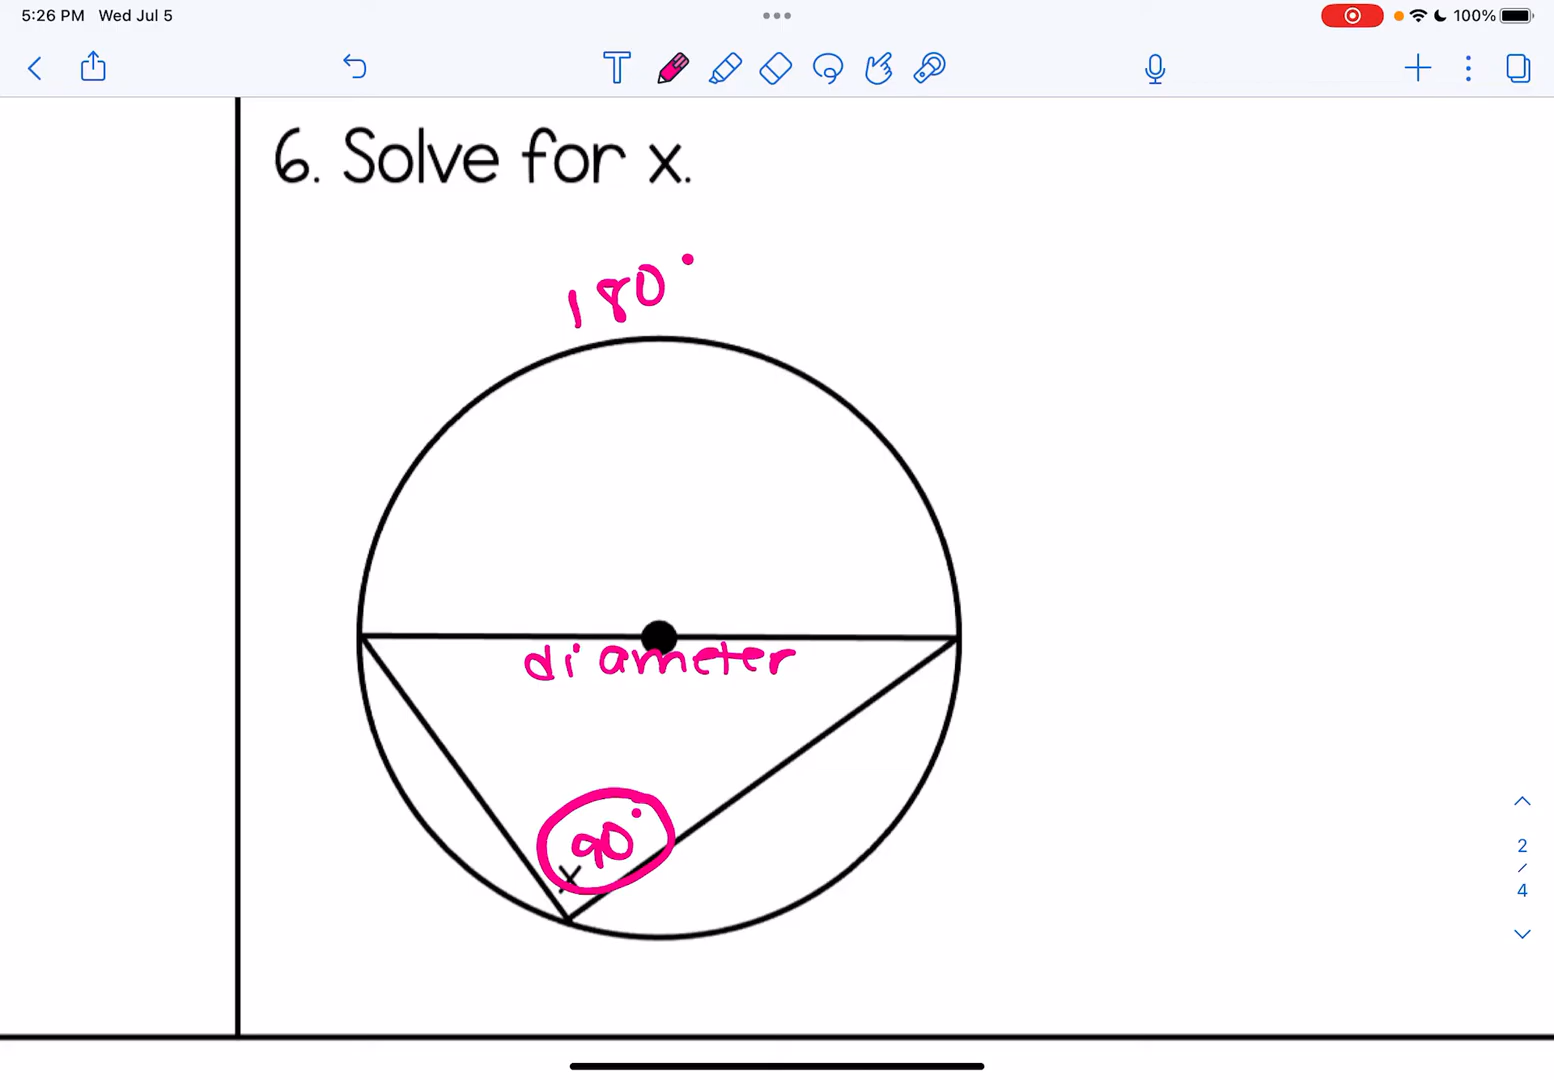 5:26 PM Wed Jul 5
100%
6. Solve for x.
180°
diameter
90°
x
2
/
4